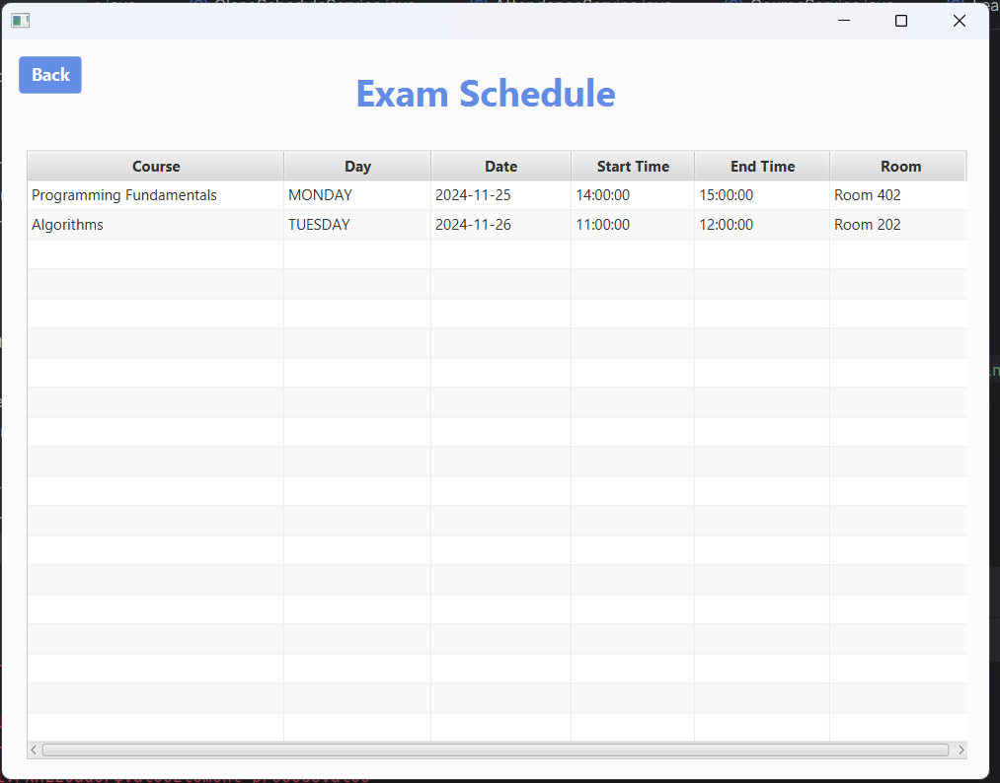 Back
Exam Schedule
Course Day Date Start Time End Time Room
Programming Fundamentals MONDAY 2024-11-25 14:00:00 15:00:00 Room 402
Algorithms TUESDAY 2024-11-26 11:00:00 12:00:00 Room 202